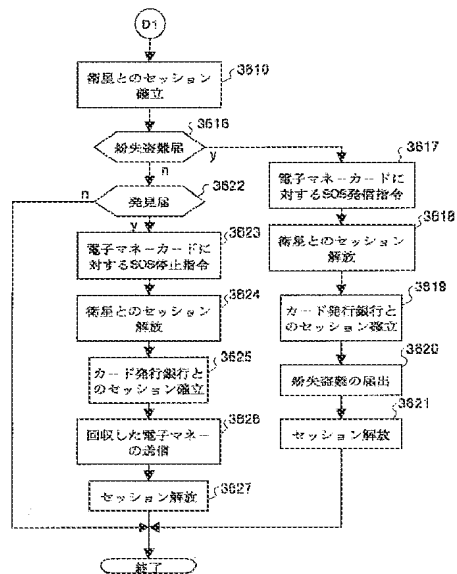 D1
衛星とのセッション
確立
3610
紛失盗難届
3616
y
n
電子マネーカードに
対するSOS発信指令
3617
n
発見届
3622
y
衛星とのセッション
解放
3618
電子マネーカードに
対するSOS停止指令
3623
カード発行銀行と
のセッション確立
3619
衛星とのセッション
解放
3624
紛失盗難の届出
3620
カード発行銀行と
のセッション確立
3625
セッション解放
3621
回収した電子マネー
の送信
3626
セッション解放
3627
終了